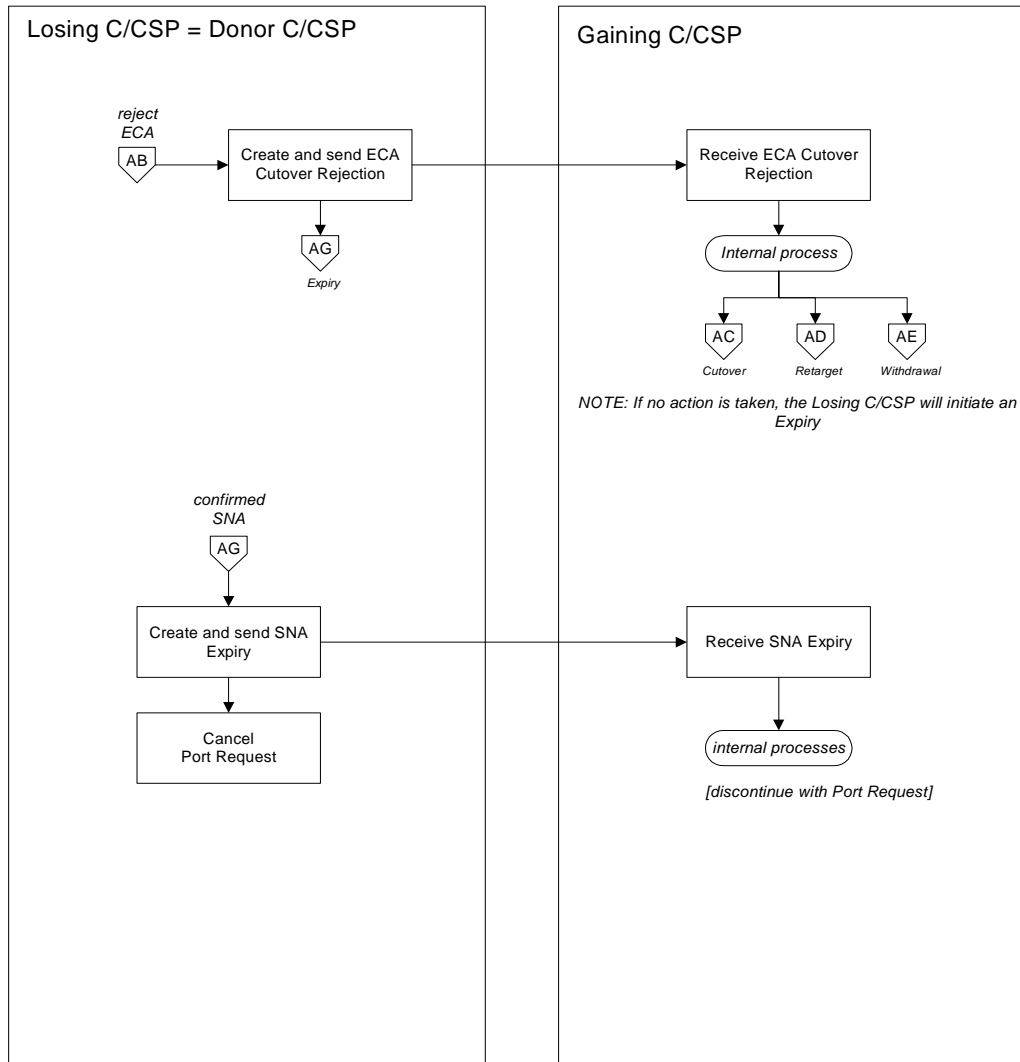 Losing C/CSP = Donor C/CSP
Gaining C/CSP
reject
ECA
AB
Create and send ECA
Cutover Rejection
Receive ECA Cutover
Rejection
AG
Expiry
Internal process
AC
AD
AE
Cutover
Retarget
Withdrawal
NOTE: If no action is taken, the Losing C/CSP will initiate an
Expiry
confirmed
SNA
AG
Create and send SNA
Expiry
Receive SNA Expiry
Cancel
Port Request
internal processes
[discontinue with Port Request]